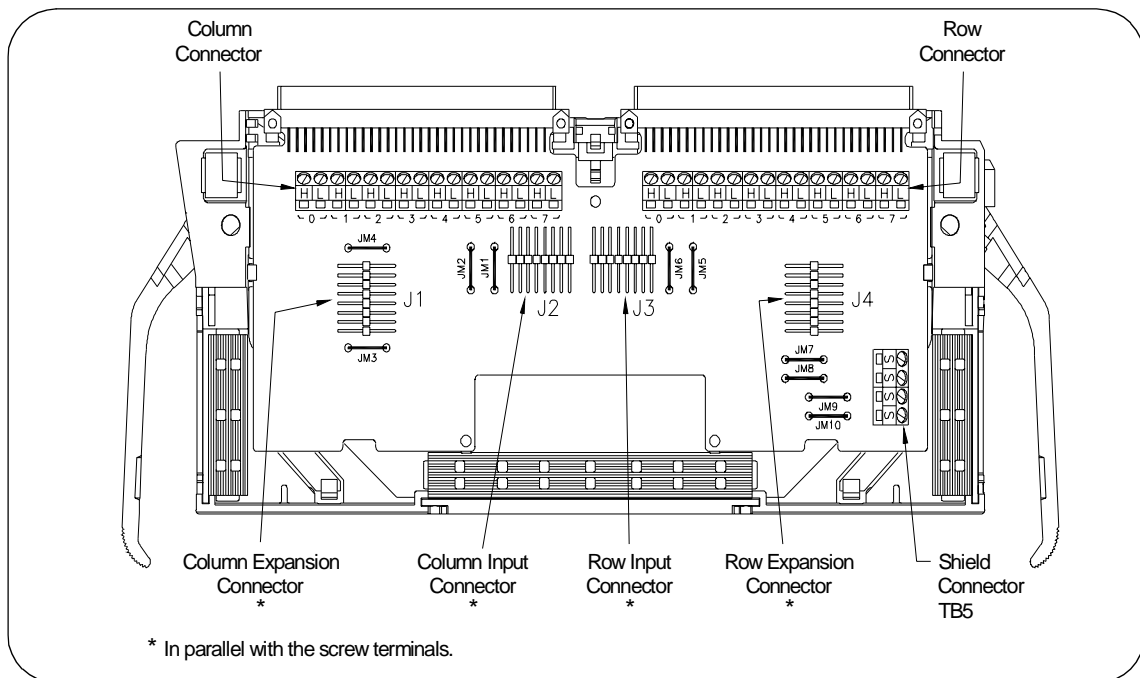 Column
Connector
Row
Connector
H L H L H L H L H L H L H L H L
0 1 2 3 4 5 6 7
H L H L H L H L H L H L H L H L
0 1 2 3 4 5 6 7
JM4
JM2
JM1
JM6
JM5
J1
J2
J3
J4
JM3
JM7
JM8
JM9
JM10
S
S
S
S
Column Expansion
Connector
*
Column Input
Connector
*
Row Input
Connector
*
Row Expansion
Connector
*
Shield
Connector
TB5
* In parallel with the screw terminals.